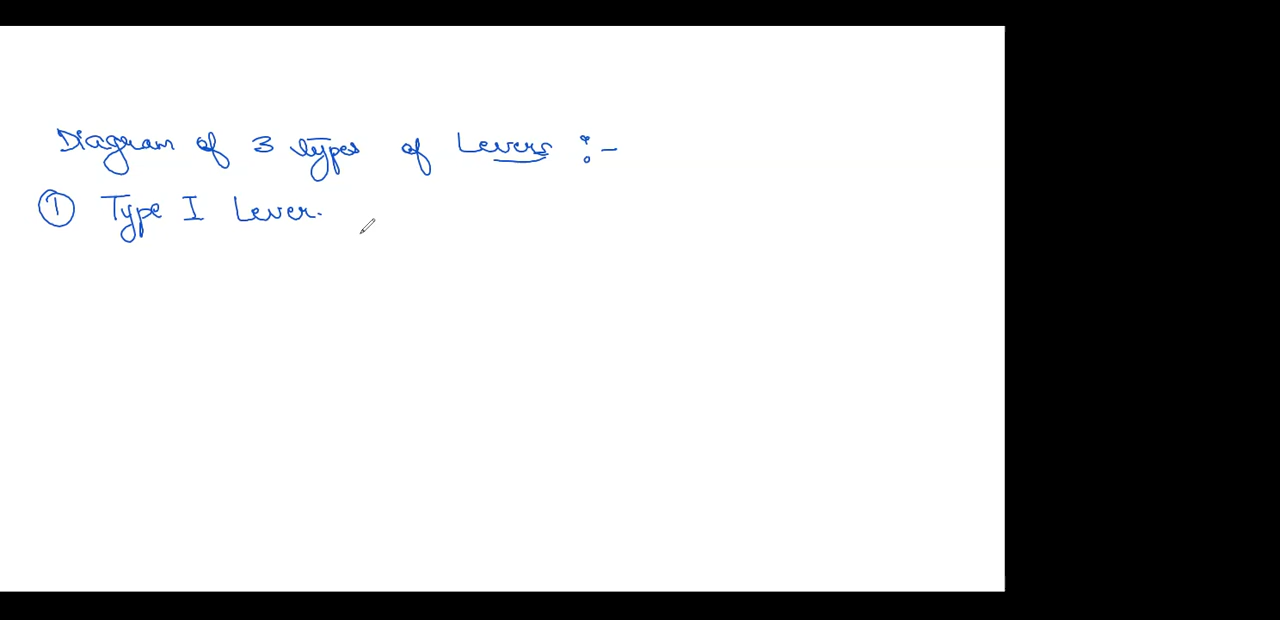 Diagram of 3 types of Levers :-
① Type I Lever.